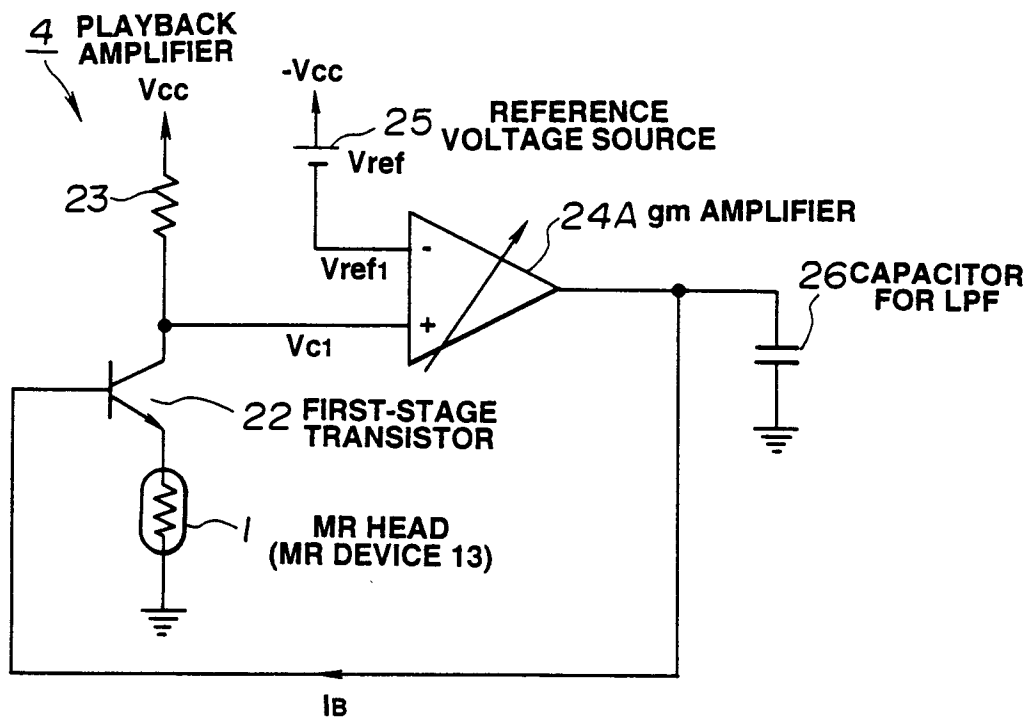 4 PLAYBACK
AMPLIFIER
Vcc
-Vcc
25 REFERENCE
VOLTAGE SOURCE
Vref
23
24A gm AMPLIFIER
-
Vref1
26 CAPACITOR
FOR LPF
+
Vc1
22 FIRST-STAGE
TRANSISTOR
1 MR HEAD
(MR DEVICE 13)
IB